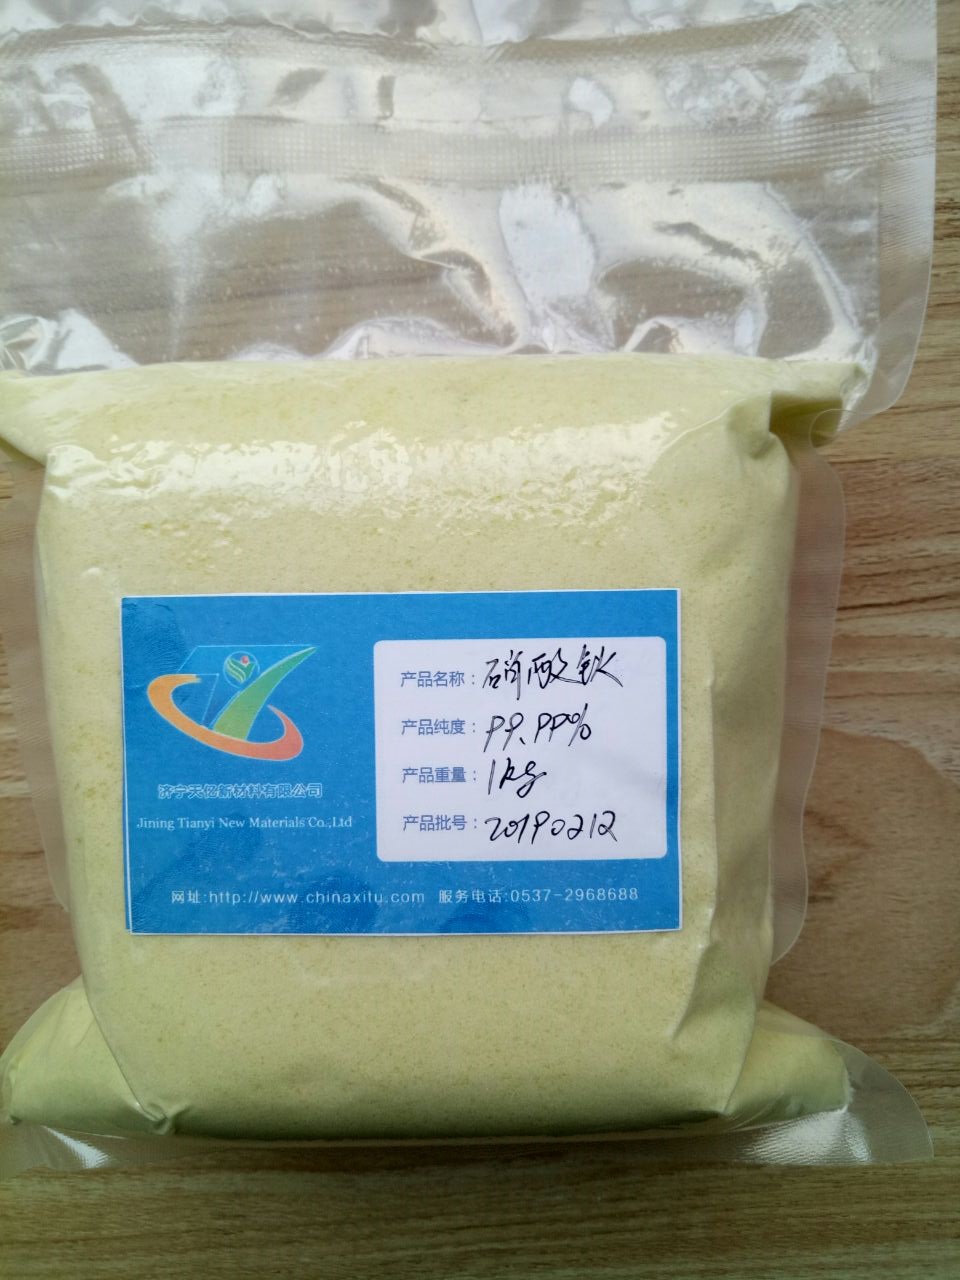 济宁天亿新材料有限公司
Jining Tianyi New Materials Co.,Ltd
产品名称：硝酸钬
产品纯度：99.99%
产品重量：1kg
产品批号：20190212
网址:http://www.chinaxitu.com 服务电话:0537-2968688